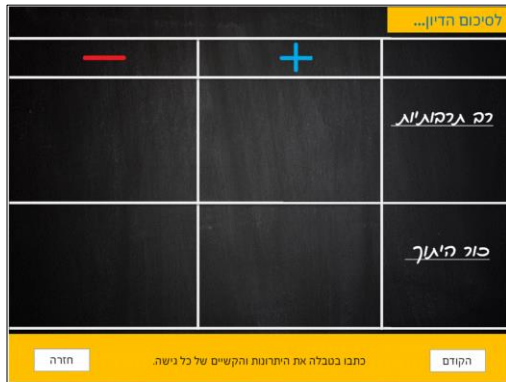 לסיכום הדיון...
+
—
רב תרבותיות
כור היתוך
הקודם
כתבו בטבלה את היתרונות והקשיים של כל גישה.
חזרה